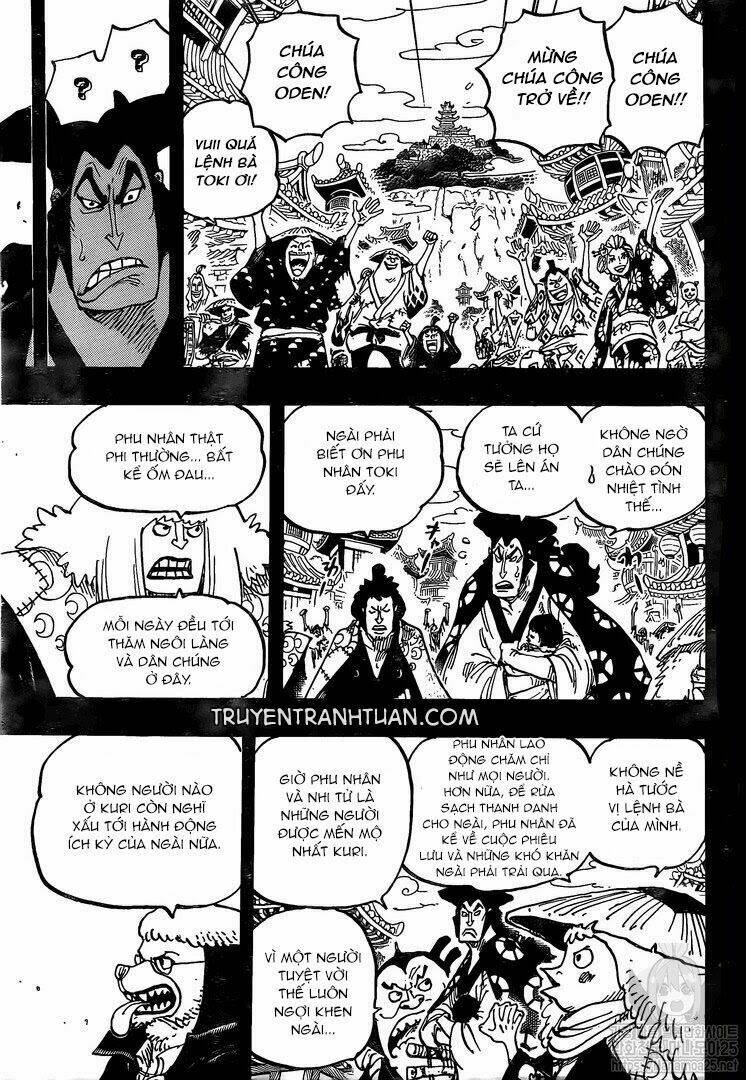 CHÚA
CÔNG
ODEN!!
MỪNG
CHÚA CÔNG
TRỞ VỀ!!
CHÚA
CÔNG
ODEN!
VUII QUÁ
LỆNH BÀ
TOKI ƠI!
?
?
KHÔNG NGỜ
DÂN CHÚNG
CHÀO ĐÓN
NHIỆT TÌNH
THẾ...
TA CỨ
TƯỞNG HỌ
SẼ LÊN ÁN
TA...
NGÀI PHẢI
BIẾT ƠN PHU
NHÂN TOKI
ĐẤY.
PHU NHÂN THẬT
PHI THƯỜNG... BẤT
KỂ ỐM ĐAU...
MỖI NGÀY ĐỀU TỚI
THĂM NGÔI LÀNG
VÀ DÂN CHÚNG
Ở ĐÂY.
TRUYENTRANHTUAN.COM
KHÔNG NỀ
HÀ TƯỚC
VỊ LỆNH BÀ
CỦA MÌNH.
PHU NHÂN LAO
ĐỘNG CHĂM CHỈ
NHƯ MỌI NGƯỜI.
HƠN NỮA, ĐỂ RỬA
SẠCH THANH DANH
CHO NGÀI, PHU NHÂN ĐÃ
KỂ VỀ CUỘC PHIÊU
LƯU VÀ NHỮNG KHÓ KHĂN
NGÀI PHẢI TRẢI QUA.
GIỜ PHU NHÂN
VÀ NHI TỬ LÀ
NHỮNG NGƯỜI
ĐƯỢC MẾN MỘ
NHẤT KURI.
VÌ MỘT NGƯỜI
TUYỆT VỜI
THẾ LUÔN
NGỢI KHEN
NGÀI...
KHÔNG NGƯỜI NÀO
Ở KURI CÒN NGHĨ
XẤU TỚI HÀNH ĐỘNG
ÍCH KỶ CỦA NGÀI NỮA.